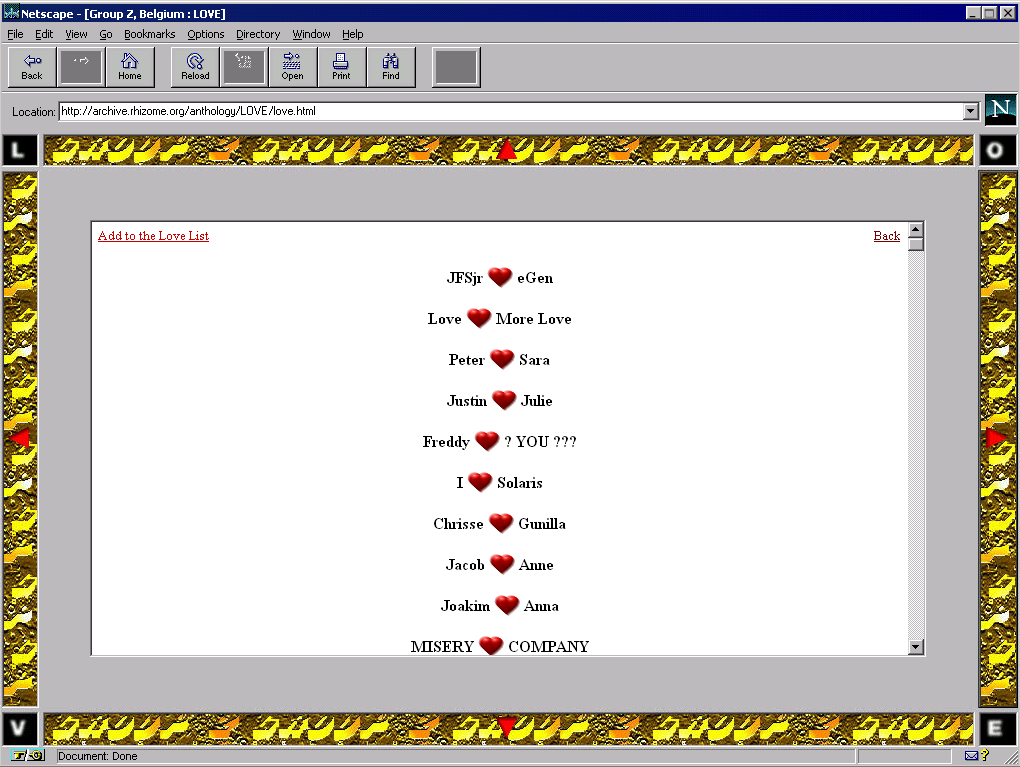 Netscape - [Group Z, Belgium : LOVE]
File Edit View Go Bookmarks Options Directory Window Help
Back Home Reload Open Print Find
Location: http://archive.rhizome.org/anthology/LOVE/love.html N
L O
Add to the Love List Back
JFSjr eGen
Love More Love
Peter Sara
Justin Julie
Freddy ? YOU ???
I Solaris
Chrisse Gunilla
Jacob Anne
Joakim Anna
MISERY COMPANY
V E
Document: Done ?